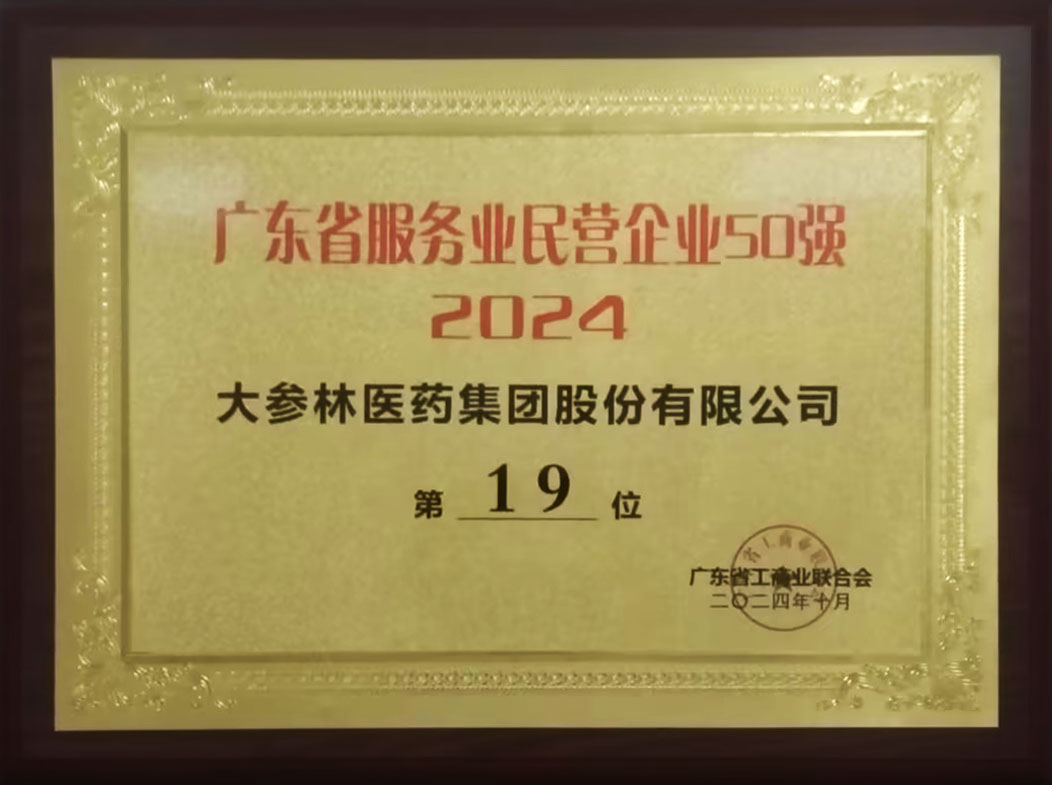 广东省服务业民营企业50强
2024
大参林医药集团股份有限公司
第 19 位
广东省工商业联合会
二〇二四年十月